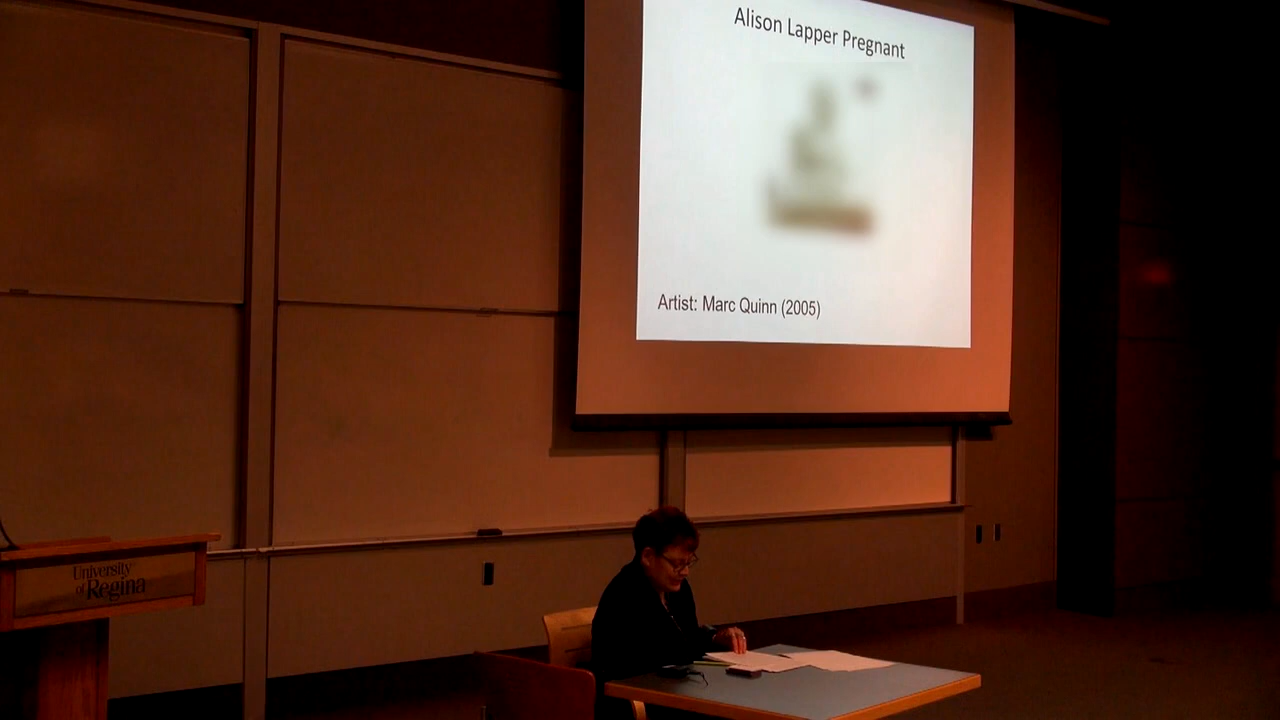 Alison Lapper Pregnant
Artist: Marc Quinn (2005)
University
of Regina